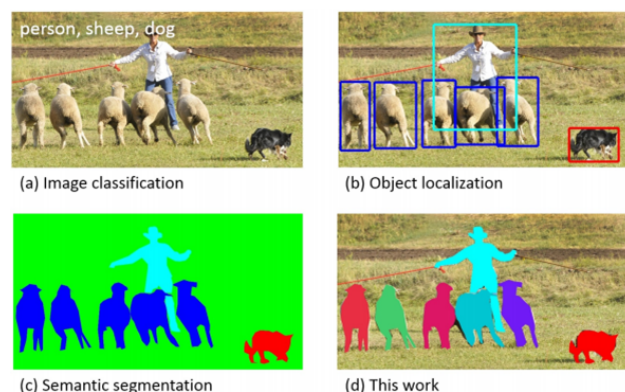 person, sheep, dog
(a) Image classification
(b) Object localization
(c) Semantic segmentation
(d) This work